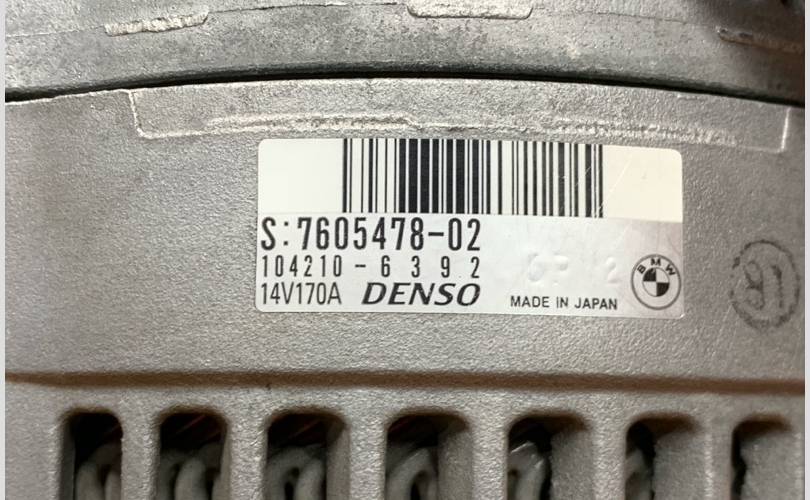 S:7605478-02
104210-6392
14V170A DENSO MADE IN JAPAN
BMW